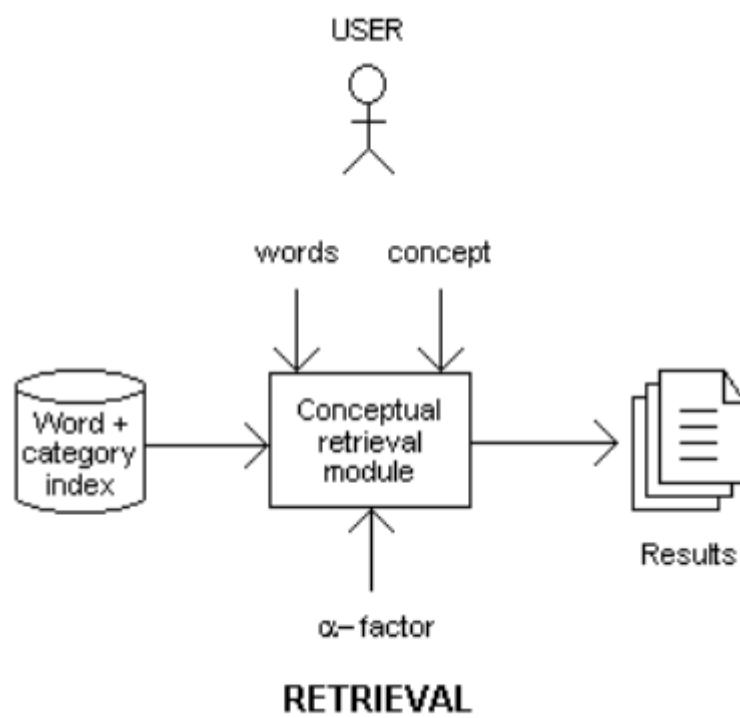 USER
words
concept
Word +
category
index
Conceptual
retrieval
module
Results
α-factor
RETRIEVAL